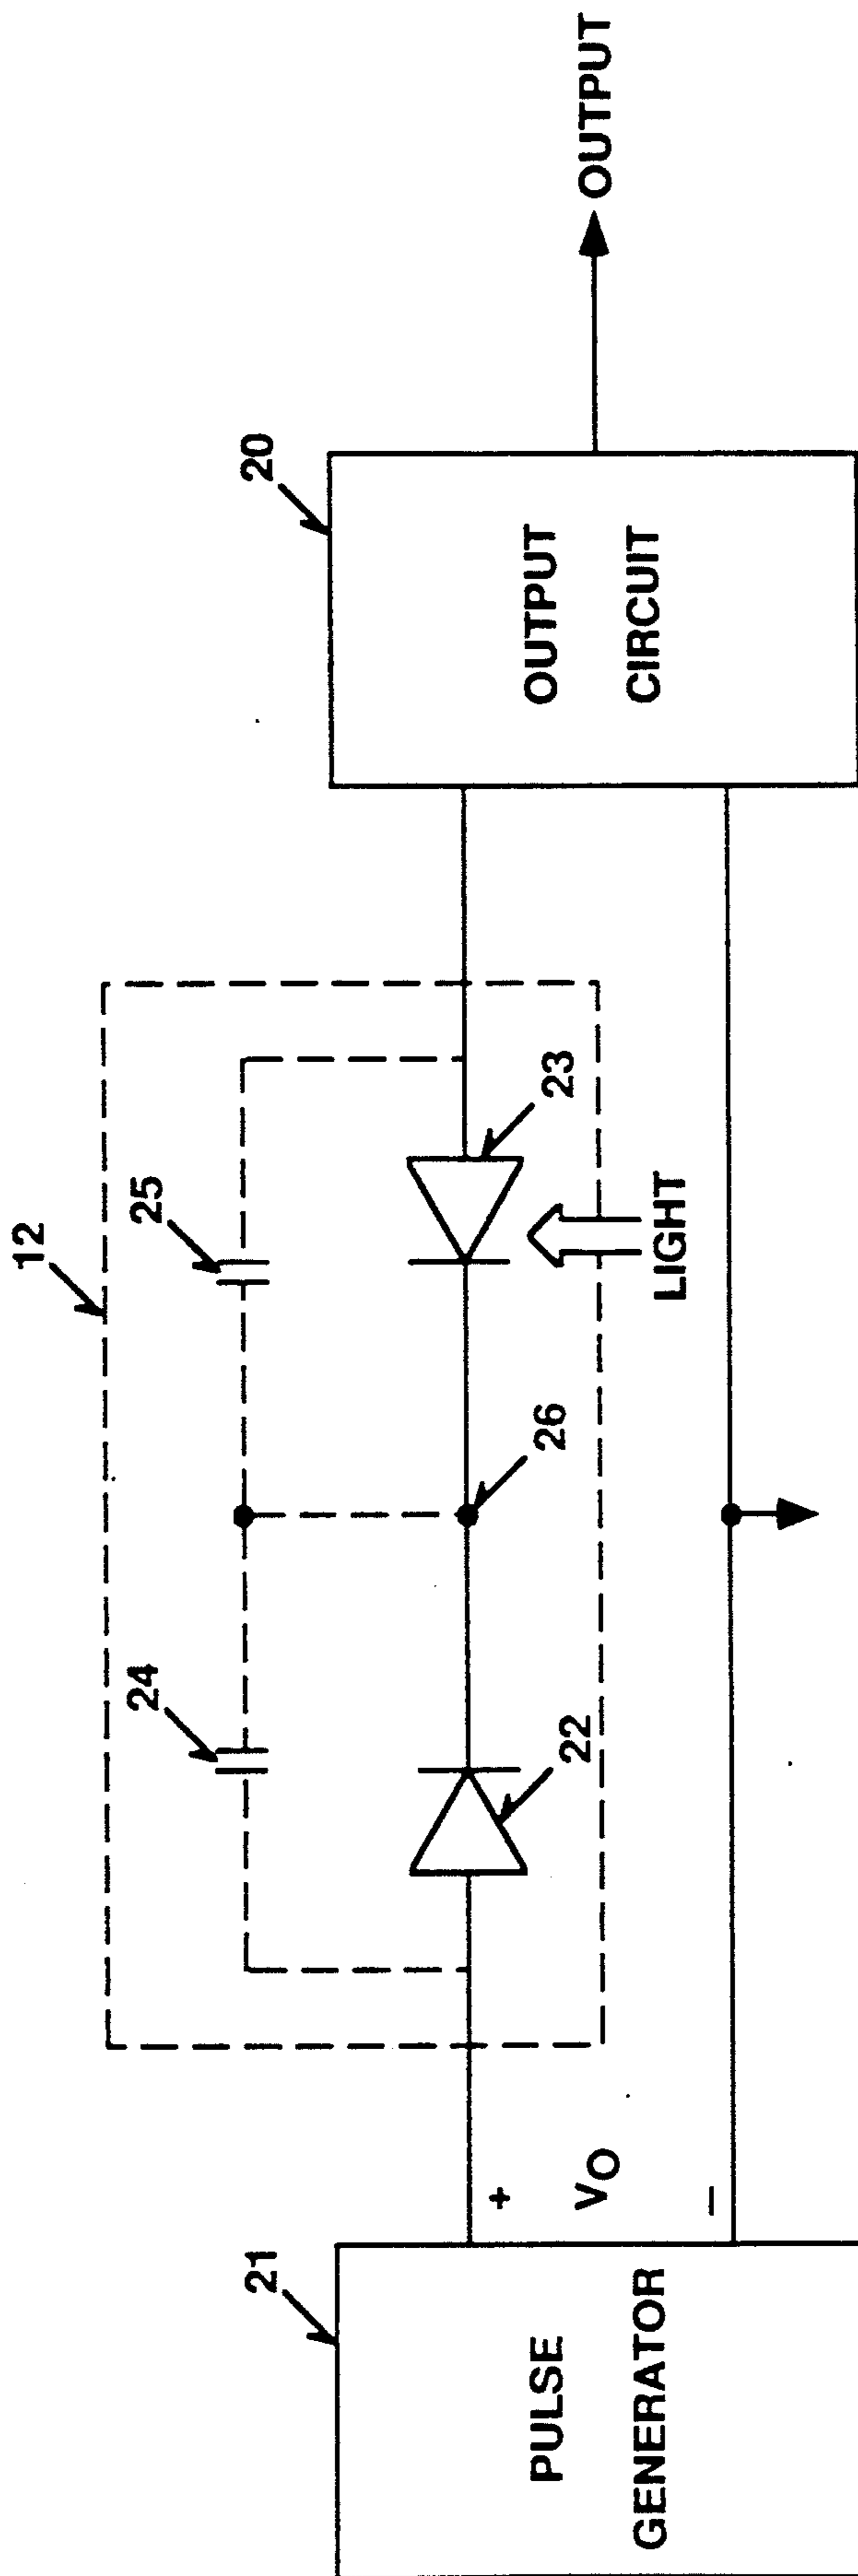 12
24
25
26
22
23
LIGHT
21
PULSE
GENERATOR
+
VO
−
20
OUTPUT
CIRCUIT
OUTPUT